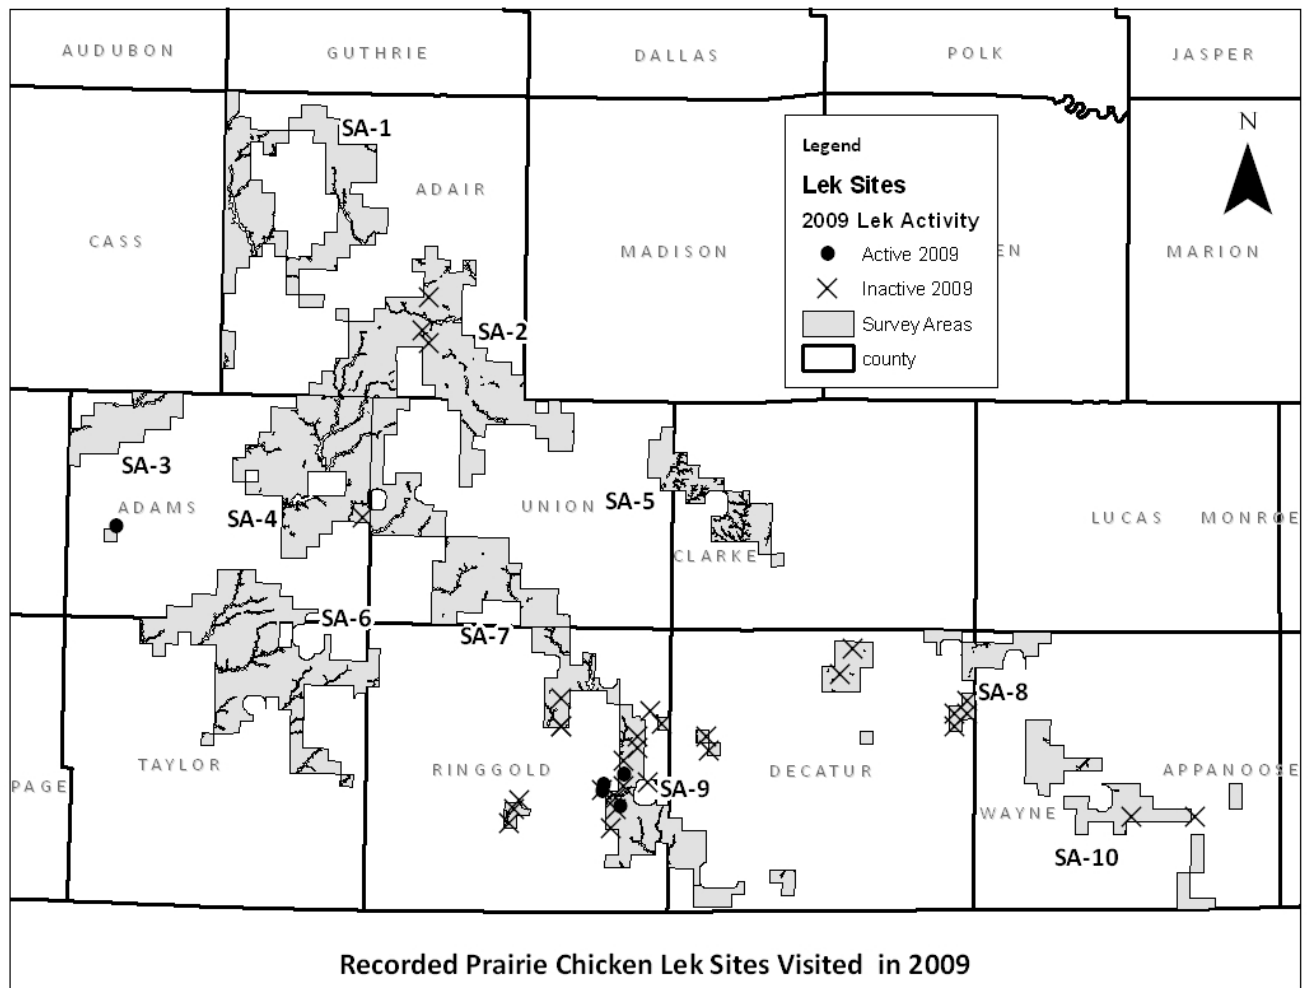 AUDUBON
GUTHRIE
DALLAS
POLK
JASPER
SA-1
ADAIR
CASS
MADISON
EN
MARION
N
Legend
Lek Sites
2009 Lek Activity
Active 2009
Inactive 2009
Survey Areas
county
SA-2
SA-3
ADAMS
SA-4
UNION
SA-5
CLARKE
LUCAS
MONROE
SA-6
SA-7
SA-8
TAYLOR
PAGE
RINGGOLD
SA-9
DECATUR
WAYNE
APPANOOSE
SA-10
Recorded Prairie Chicken Lek Sites Visited in 2009